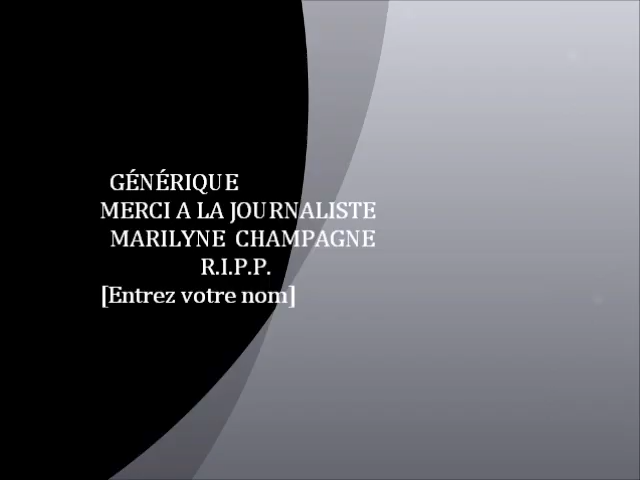 GÉNÉRIQUE
MERCI A LA JOURNALISTE
MARILYNE CHAMPAGNE
R.I.P.P.
[Entrez votre nom]